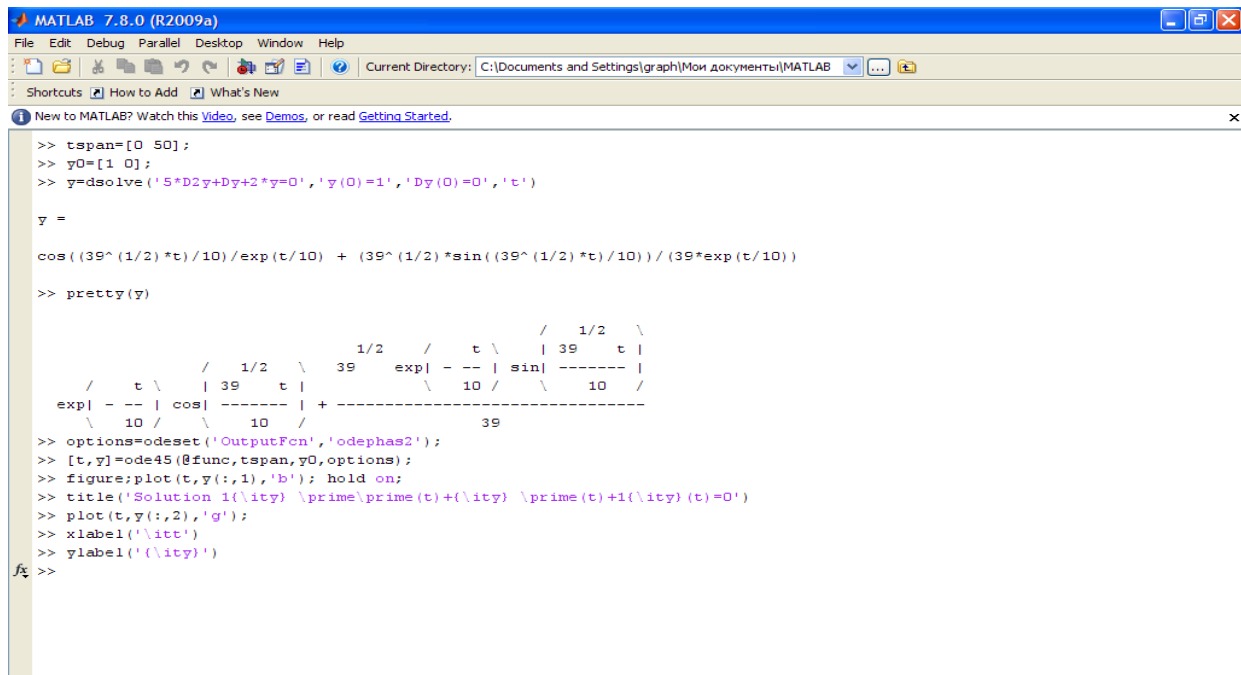 MATLAB 7.8.0 (R2009a)
File Edit Debug Parallel Desktop Window Help
Current Directory: C:\Documents and Settings\graph\Мои документы\MATLAB ...
Shortcuts How to Add What's New
New to MATLAB? Watch this Video, see Demos, or read Getting Started.
>> tspan=[0 50];
>> y0=[1 0];
>> y=dsolve('5*D2y+Dy+2*y=0','y(0)=1','Dy(0)=0','t')
y =
cos((39^(1/2)*t)/10)/exp(t/10) + (39^(1/2)*sin((39^(1/2)*t)/10))/(39*exp(t/10))
>> pretty(y)
                                                                  /   1/2   \
                                         1/2     /     t \     | 39     t |
                     /   1/2   \    39     exp| - -- | sin| ------- |
      /     t \     | 39     t |               \    10 /     \     10    /
  exp| - -- | cos| ------- | + ---------------------------------
      \    10 /     \     10    /                     39
>> options=odeset('OutputFcn','odephas2');
>> [t,y]=ode45(@func,tspan,y0,options);
>> figure;plot(t,y(:,1),'b'); hold on;
>> title('Solution 1{\ity} \prime\prime(t)+{\ity} \prime(t)+1{\ity}(t)=0')
>> plot(t,y(:,2),'g');
>> xlabel('\itt')
>> ylabel('{\ity}')
fx >>